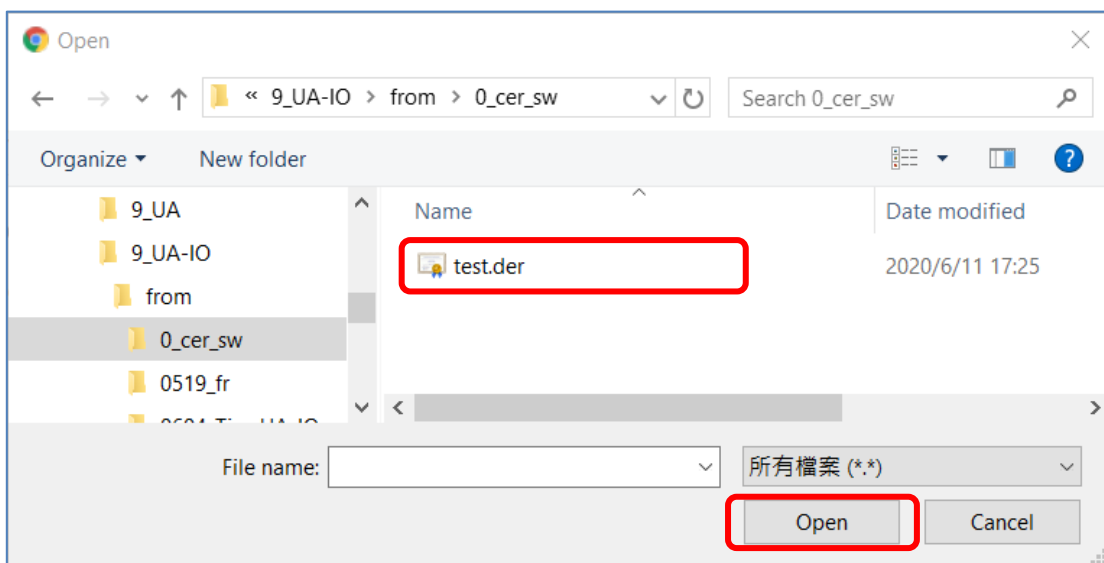 Open
« 9_UA-IO > from > 0_cer_sw
Search 0_cer_sw
Organize
New folder
9_UA
9_UA-IO
from
0_cer_sw
0519_fr
Name
Date modified
test.der
2020/6/11 17:25
File name:
所有檔案 (*.*)
Open
Cancel